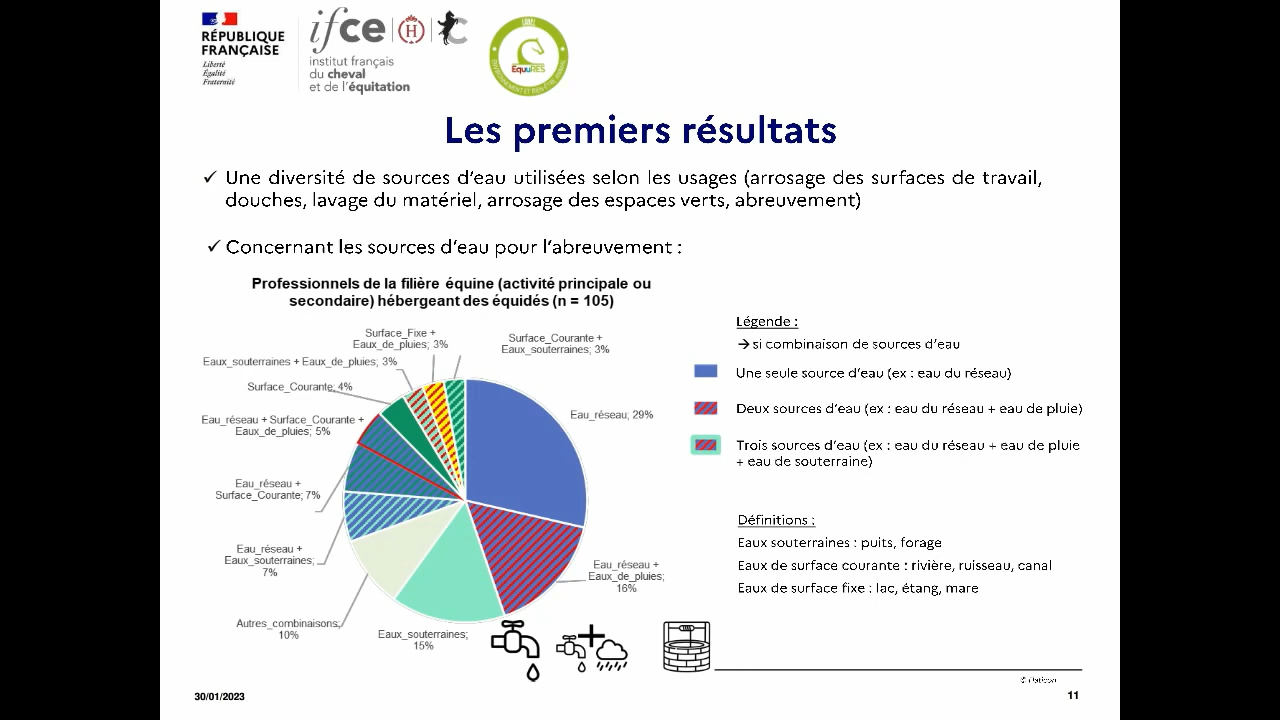 RÉPUBLIQUE
FRANÇAISE
Liberté
Égalité
Fraternité
ifce
H
institut français
du cheval
et de l'équitation
LABEL
EquuRES
ENVIRONNEMENT ET BIEN-ÊTRE ANIMAL
Les premiers résultats
✓ Une diversité de sources d'eau utilisées selon les usages (arrosage des surfaces de travail,
douches, lavage du matériel, arrosage des espaces verts, abreuvement)
✓ Concernant les sources d'eau pour l'abreuvement :
Professionnels de la filière équine (activité principale ou
secondaire) hébergeant des équidés (n = 105)
Surface_Fixe +
Eaux_de_pluies; 3%
Surface_Courante +
Eaux_souterraines; 3%
Eaux_souterraines + Eaux_de_pluies; 3%
Surface_Courante; 4%
Eau_réseau + Surface_Courante +
Eaux_de_pluies; 5%
Eau_réseau +
Surface_Courante; 7%
Eau_réseau +
Eaux_souterraines;
7%
Autres_combinaisons;
10%
Eaux_souterraines;
15%
Eau_réseau +
Eaux_de_pluies;
16%
Eau_réseau; 29%
Légende :
→ si combinaison de sources d'eau
Une seule source d'eau (ex : eau du réseau)
Deux sources d'eau (ex : eau du réseau + eau de pluie)
Trois sources d'eau (ex : eau du réseau + eau de pluie
+ eau de souterraine)
Définitions :
Eaux souterraines : puits, forage
Eaux de surface courante : rivière, ruisseau, canal
Eaux de surface fixe : lac, étang, mare
© Flaticon
30/01/2023
11